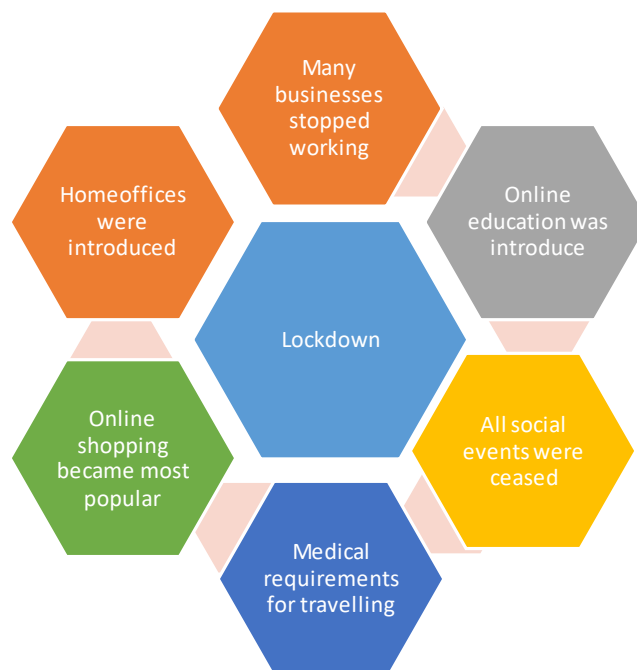 Many
businesses
stopped
working
Online
education was
introduce
All social
events were
ceased
Medical
requirements
for travelling
Online
shopping
became most
popular
Homeoffices
were
introduced
Lockdown